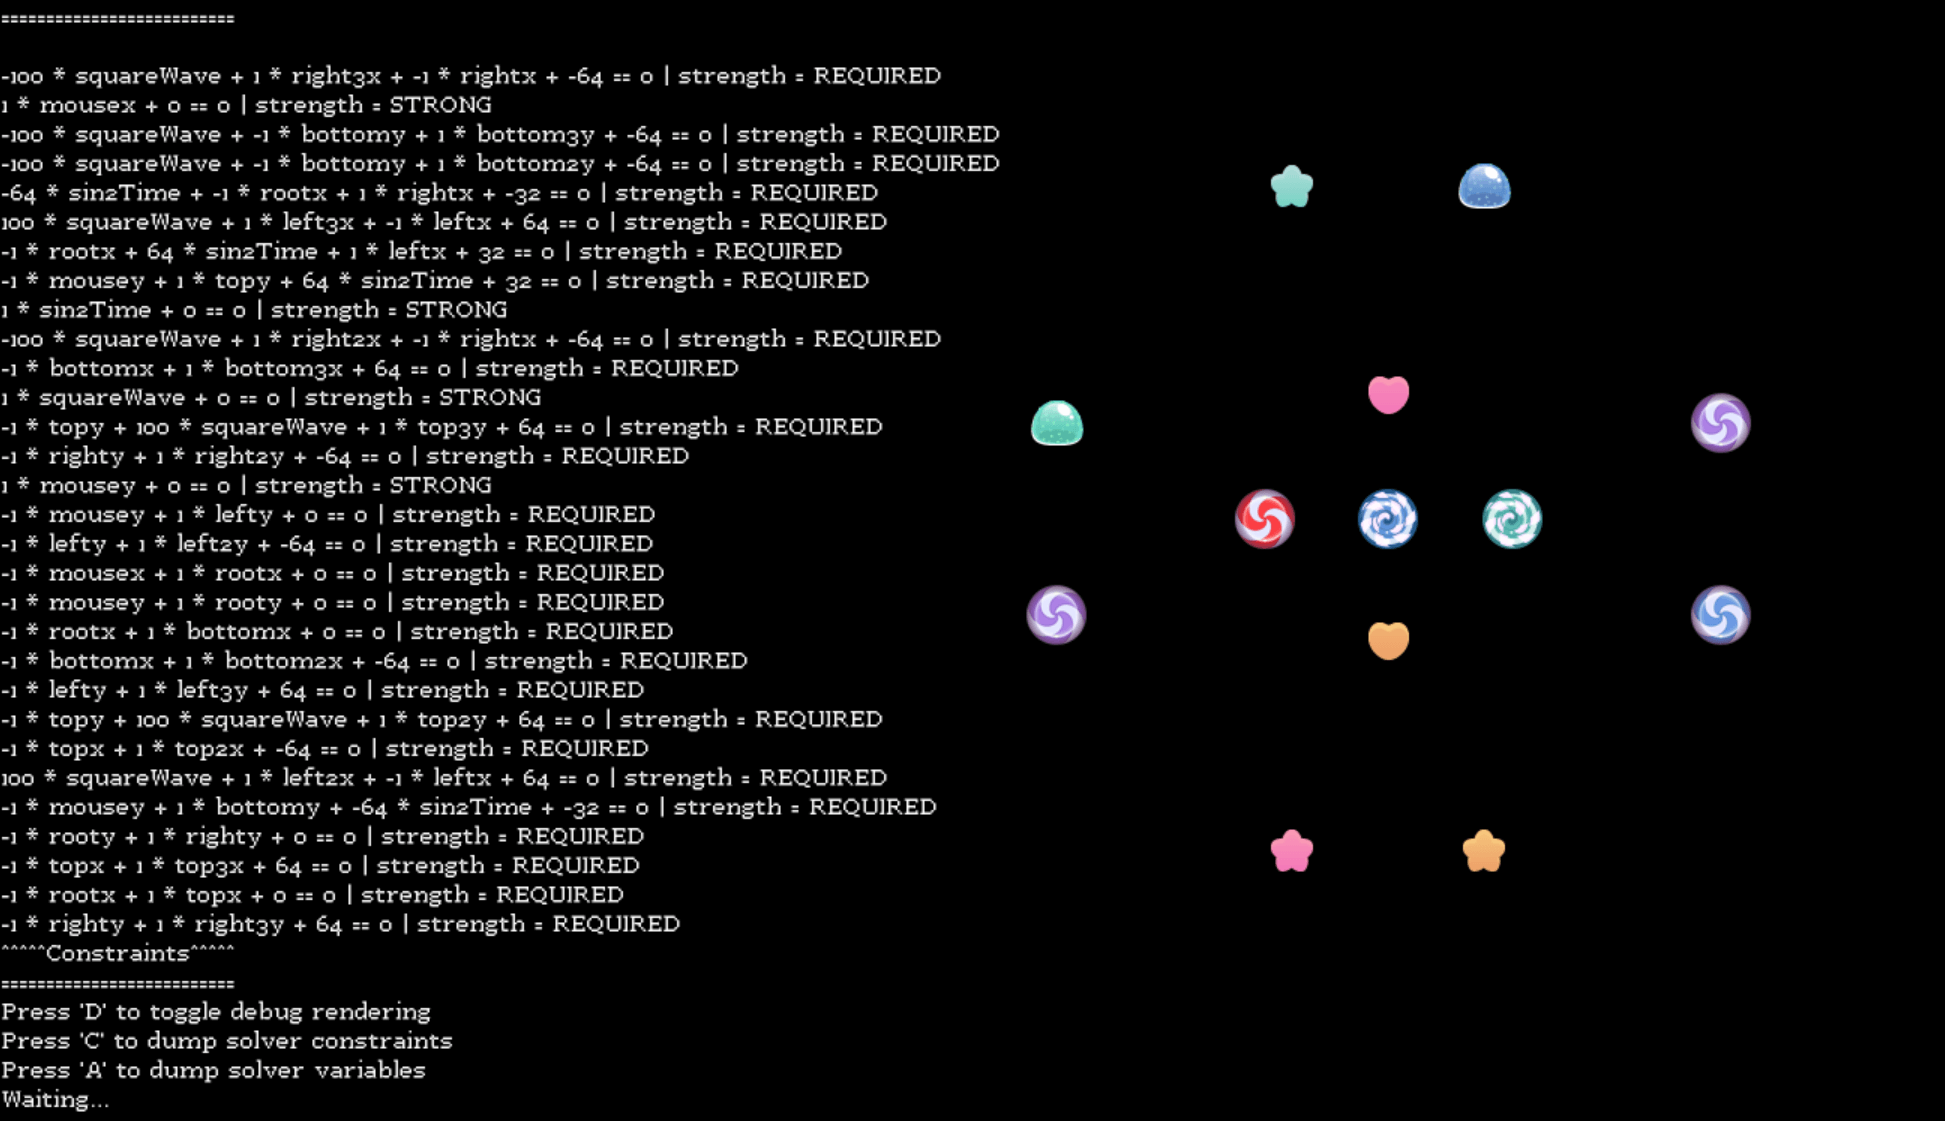 ==========================
-100 * squareWave + 1 * right3x + -1 * rightx + -64 == 0 | strength = REQUIRED
1 * mousex + 0 == 0 | strength = STRONG
-100 * squareWave + -1 * bottomy + 1 * bottom3y + -64 == 0 | strength = REQUIRED
-100 * squareWave + -1 * bottomy + 1 * bottom2y + -64 == 0 | strength = REQUIRED
-64 * sin2Time + -1 * rootx + 1 * rightx + -32 == 0 | strength = REQUIRED
100 * squareWave + 1 * left3x + -1 * leftx + 64 == 0 | strength = REQUIRED
-1 * rootx + 64 * sin2Time + 1 * leftx + 32 == 0 | strength = REQUIRED
-1 * mousey + 1 * topy + 64 * sin2Time + 32 == 0 | strength = REQUIRED
1 * sin2Time + 0 == 0 | strength = STRONG
-100 * squareWave + 1 * right2x + -1 * rightx + -64 == 0 | strength = REQUIRED
-1 * bottomx + 1 * bottom3x + 64 == 0 | strength = REQUIRED
1 * squareWave + 0 == 0 | strength = STRONG
-1 * topy + 100 * squareWave + 1 * top3y + 64 == 0 | strength = REQUIRED
-1 * righty + 1 * right2y + -64 == 0 | strength = REQUIRED
1 * mousey + 0 == 0 | strength = STRONG
-1 * mousey + 1 * lefty + 0 == 0 | strength = REQUIRED
-1 * lefty + 1 * left2y + -64 == 0 | strength = REQUIRED
-1 * mousex + 1 * rootx + 0 == 0 | strength = REQUIRED
-1 * mousey + 1 * rooty + 0 == 0 | strength = REQUIRED
-1 * rootx + 1 * bottomx + 0 == 0 | strength = REQUIRED
-1 * bottomx + 1 * bottom2x + -64 == 0 | strength = REQUIRED
-1 * lefty + 1 * left3y + 64 == 0 | strength = REQUIRED
-1 * topy + 100 * squareWave + 1 * top2y + 64 == 0 | strength = REQUIRED
-1 * topx + 1 * top2x + -64 == 0 | strength = REQUIRED
100 * squareWave + 1 * left2x + -1 * leftx + 64 == 0 | strength = REQUIRED
-1 * mousey + 1 * bottomy + -64 * sin2Time + -32 == 0 | strength = REQUIRED
-1 * rooty + 1 * righty + 0 == 0 | strength = REQUIRED
-1 * topx + 1 * top3x + 64 == 0 | strength = REQUIRED
-1 * rootx + 1 * topx + 0 == 0 | strength = REQUIRED
-1 * righty + 1 * right3y + 64 == 0 | strength = REQUIRED
^^^^^Constraints^^^^^
==========================
Press 'D' to toggle debug rendering
Press 'C' to dump solver constraints
Press 'A' to dump solver variables
Waiting...